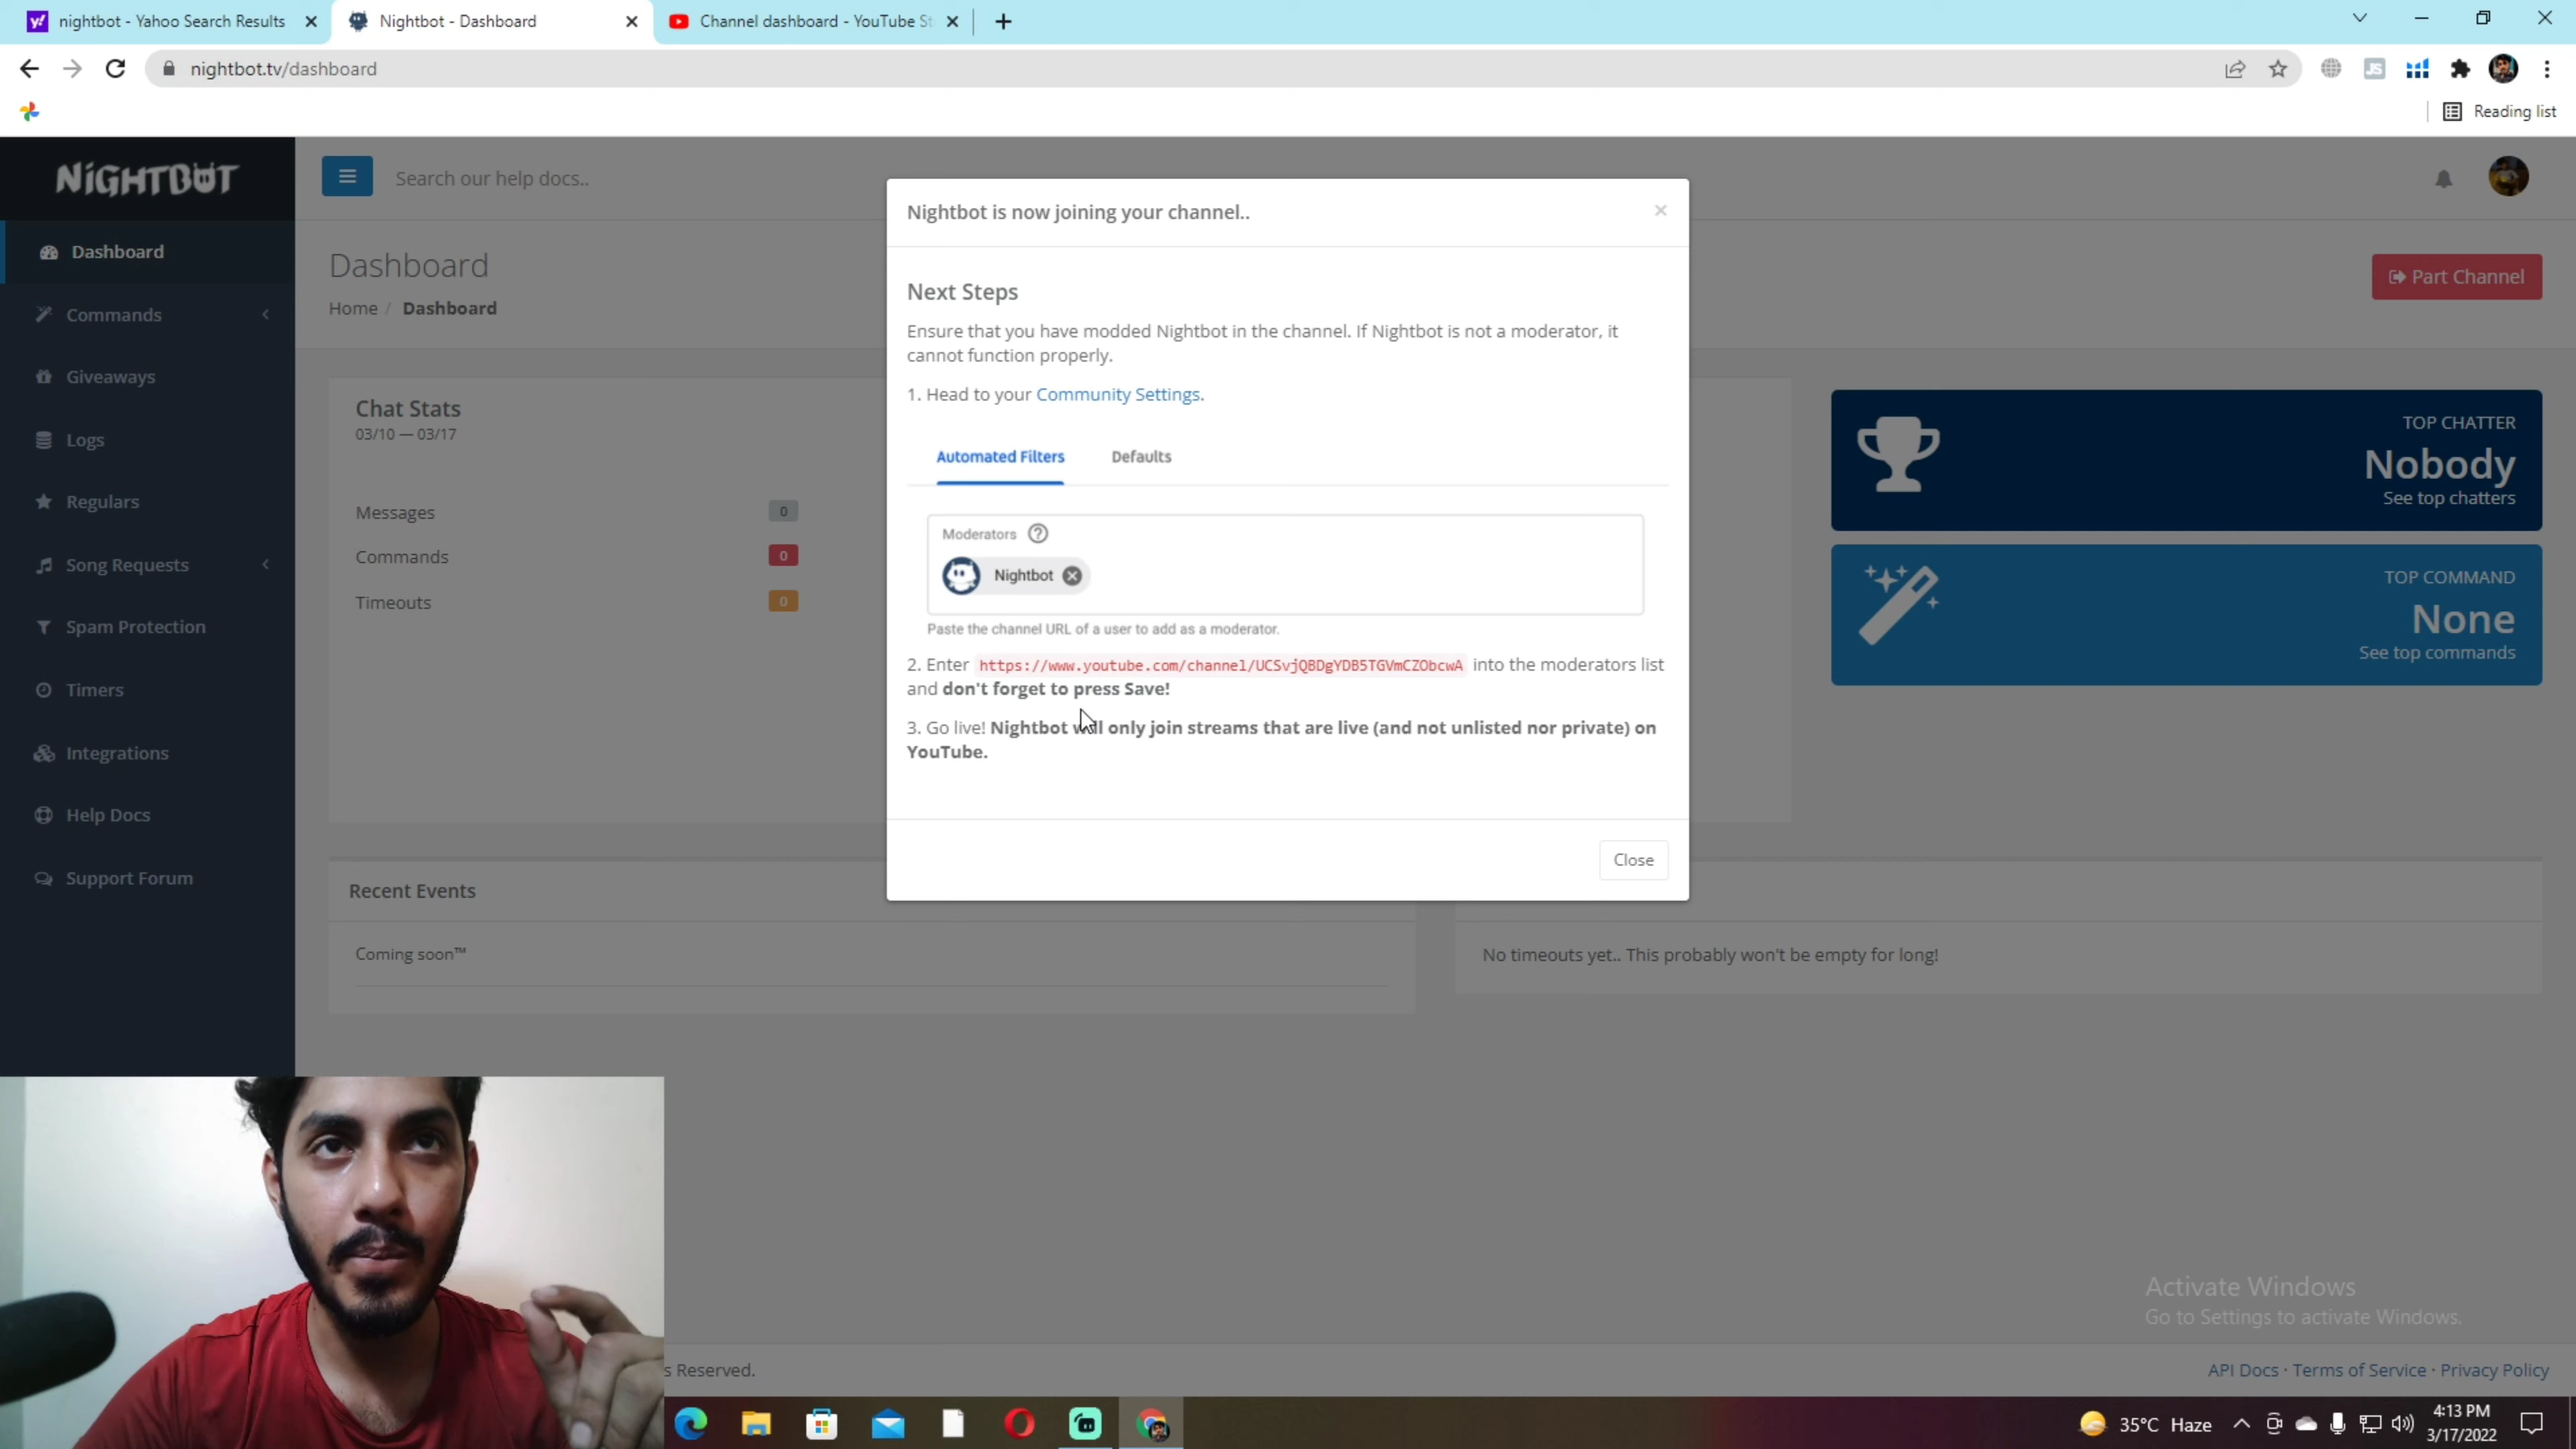 nightbot - Yahoo Search Results
Nightbot - Dashboard
Channel dashboard - YouTube St
nightbot.tv/dashboard
JS
Reading list
NiGHTBOT
Search our help docs..
Dashboard
Commands
Giveaways
Logs
Regulars
Song Requests
Spam Protection
Timers
Integrations
Help Docs
Support Forum
Dashboard
Home / Dashboard
Part Channel
Chat Stats
03/10 — 03/17
Messages 0
Commands 0
Timeouts 0
Nightbot is now joining your channel..
Next Steps
Ensure that you have modded Nightbot in the channel. If Nightbot is not a moderator, it
cannot function properly.
1. Head to your Community Settings.
Automated Filters Defaults
Moderators ?
Nightbot
Paste the channel URL of a user to add as a moderator.
2. Enter https://www.youtube.com/channel/UCSvjQBDgYDB5TGVmCZObcwA into the moderators list
and don't forget to press Save!
3. Go live! Nightbot will only join streams that are live (and not unlisted nor private) on
YouTube.
Close
TOP CHATTER
Nobody
See top chatters
TOP COMMAND
None
See top commands
Recent Events
Coming soon™
No timeouts yet.. This probably won't be empty for long!
Activate Windows
Go to Settings to activate Windows.
s Reserved.
API Docs · Terms of Service · Privacy Policy
35°C Haze
4:13 PM
3/17/2022